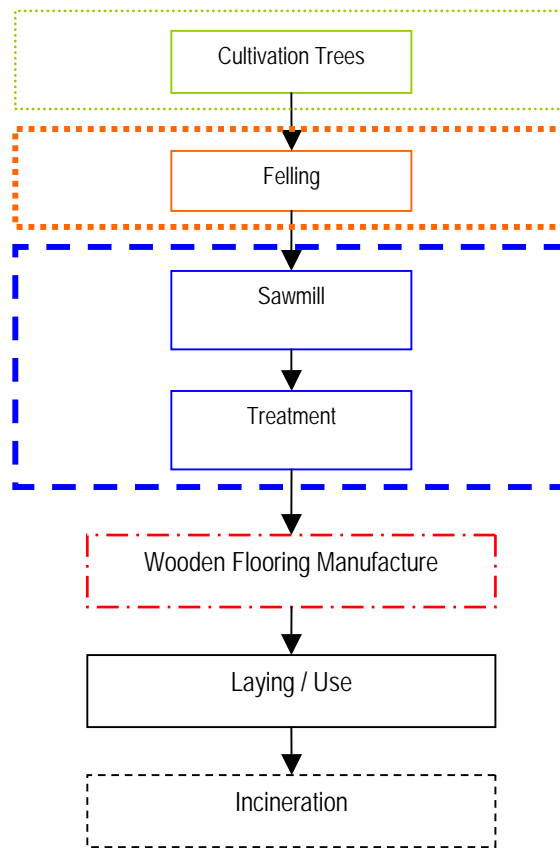 Cultivation Trees
Felling
Sawmill
Treatment
Wooden Flooring Manufacture
Laying / Use
Incineration